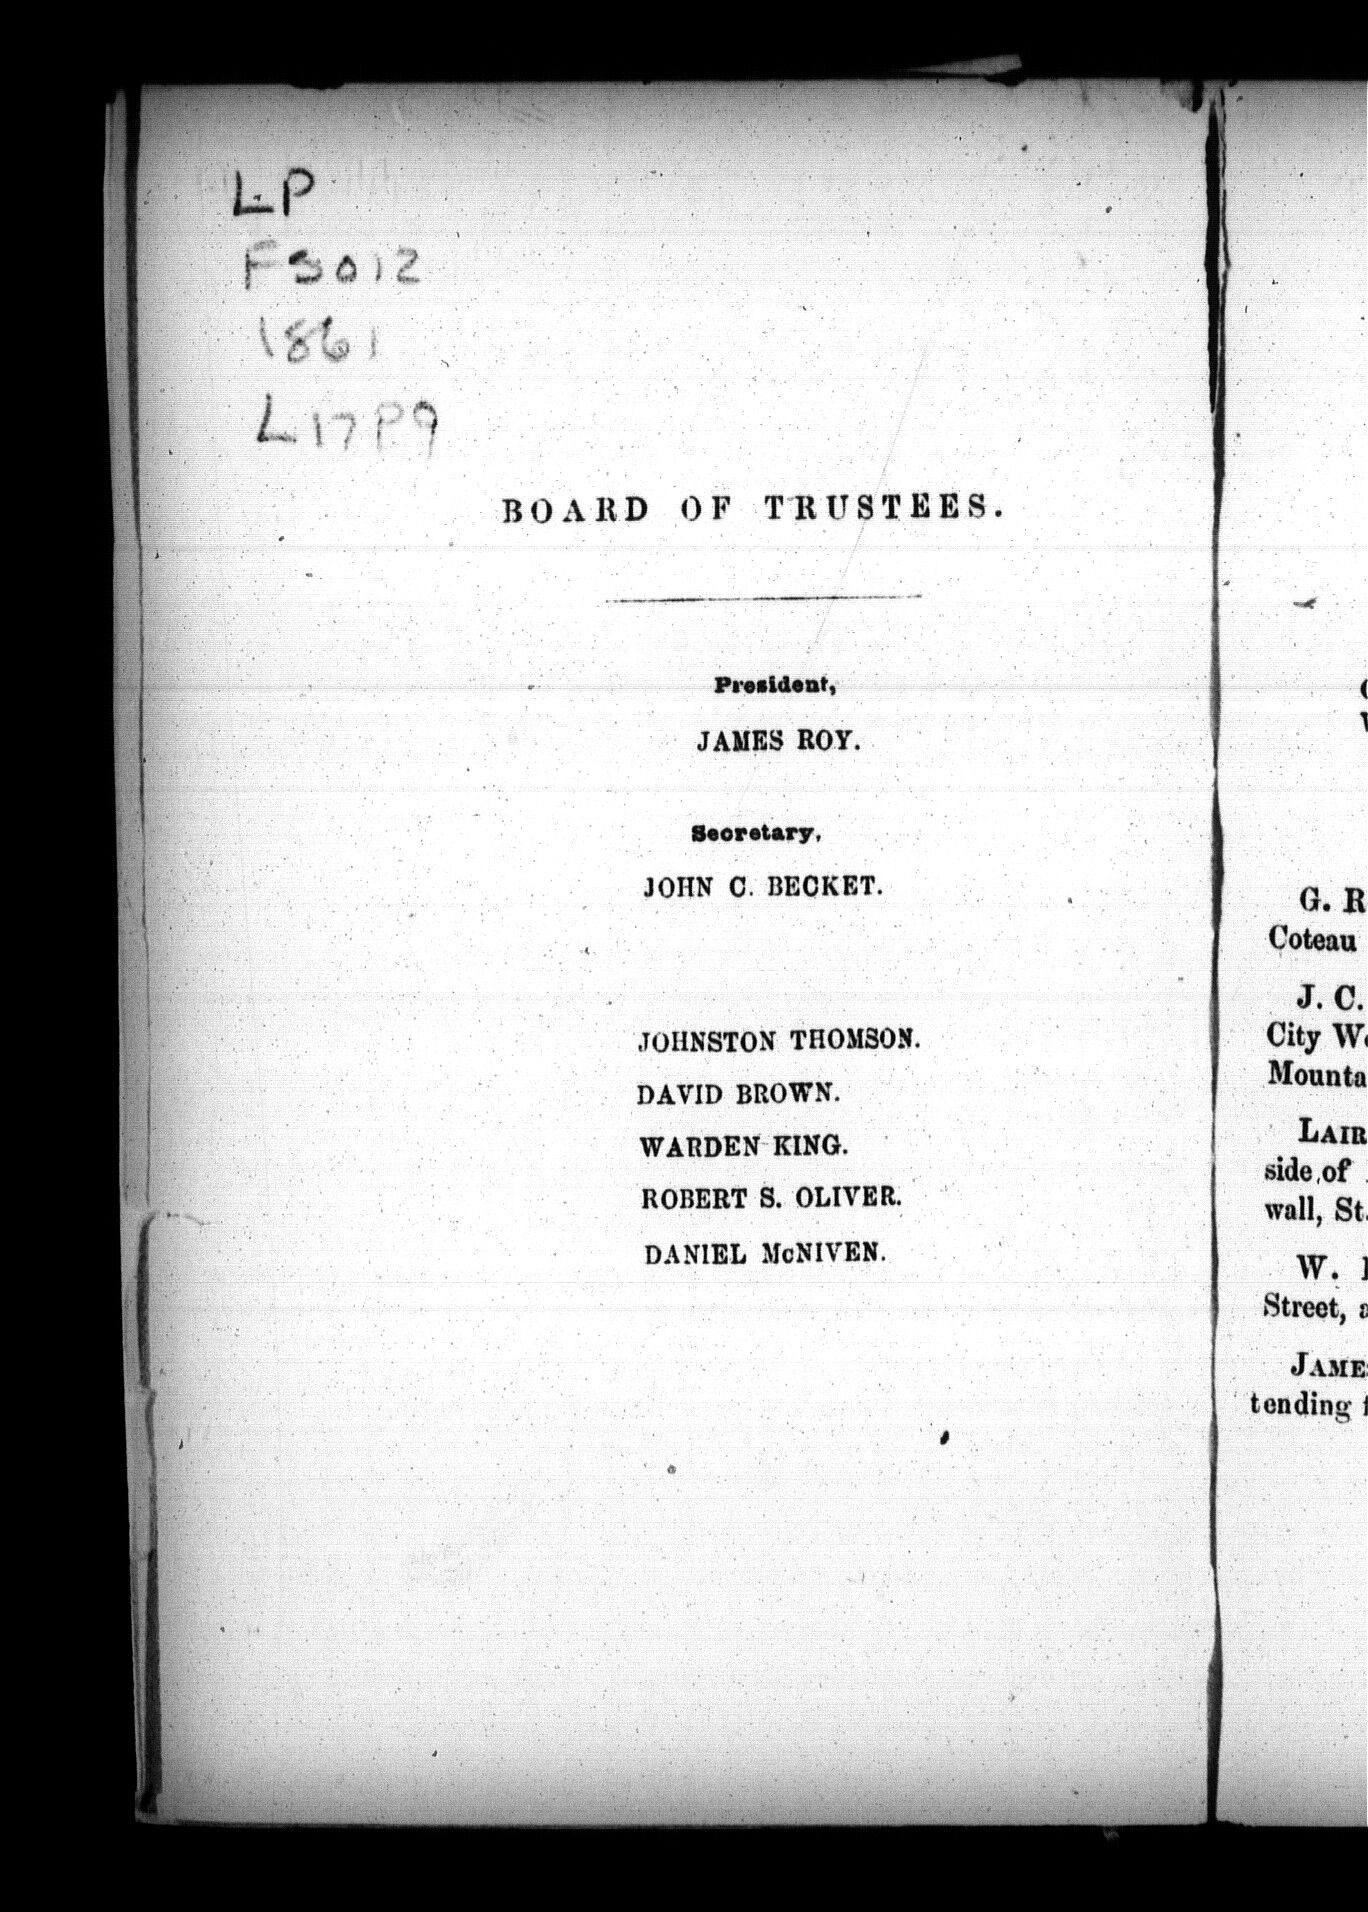 LP
F5012
1861
L17P9
BOARD OF TRUSTEES.
President,
JAMES ROY.
Secretary,
JOHN C. BECKET.
JOHNSTON THOMSON.
DAVID BROWN.
WARDEN KING.
ROBERT S. OLIVER.
DANIEL McNIVEN.
G. R
Coteau
J. C.
City
Mounta
LAIR
side of
wall, St.
W.
Street, a
JAMES
tending f